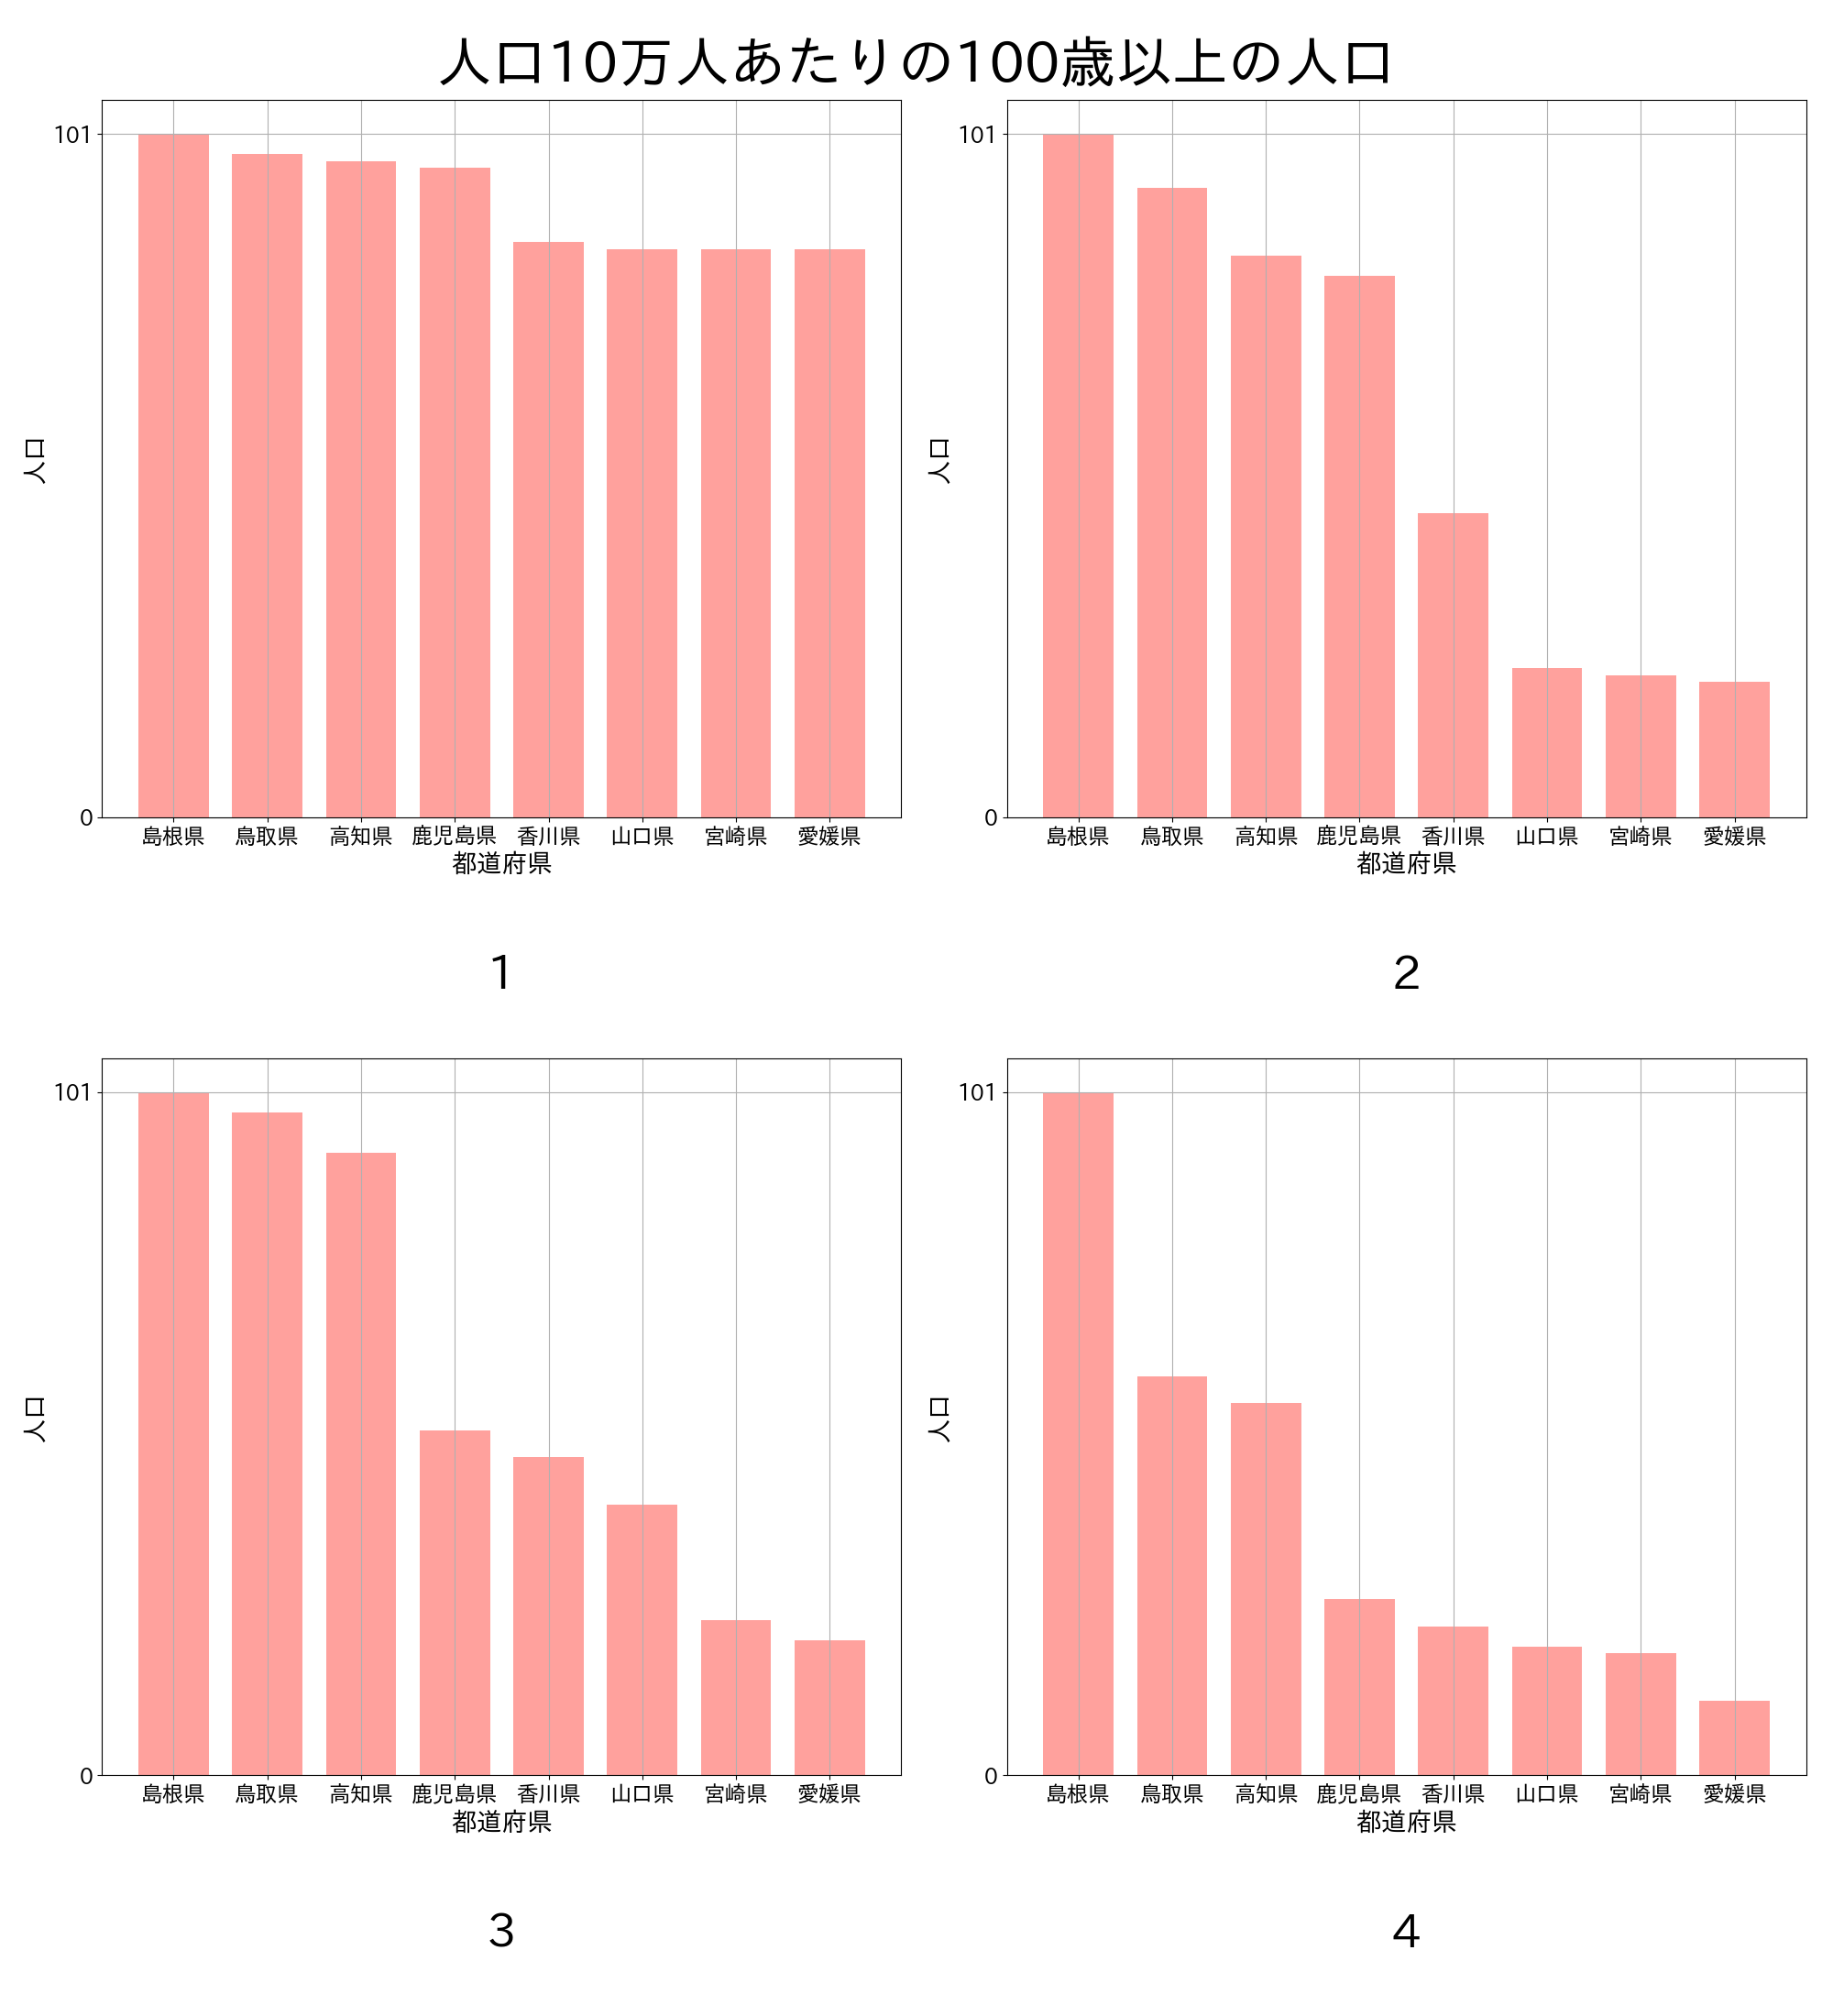 人口10万人あたりの100歳以上の人口
101
0
人口
島根県 鳥取県 高知県 鹿児島県 香川県 山口県 宮崎県 愛媛県
都道府県
1
101
0
人口
島根県 鳥取県 高知県 鹿児島県 香川県 山口県 宮崎県 愛媛県
都道府県
2
101
0
人口
島根県 鳥取県 高知県 鹿児島県 香川県 山口県 宮崎県 愛媛県
都道府県
3
101
0
人口
島根県 鳥取県 高知県 鹿児島県 香川県 山口県 宮崎県 愛媛県
都道府県
4